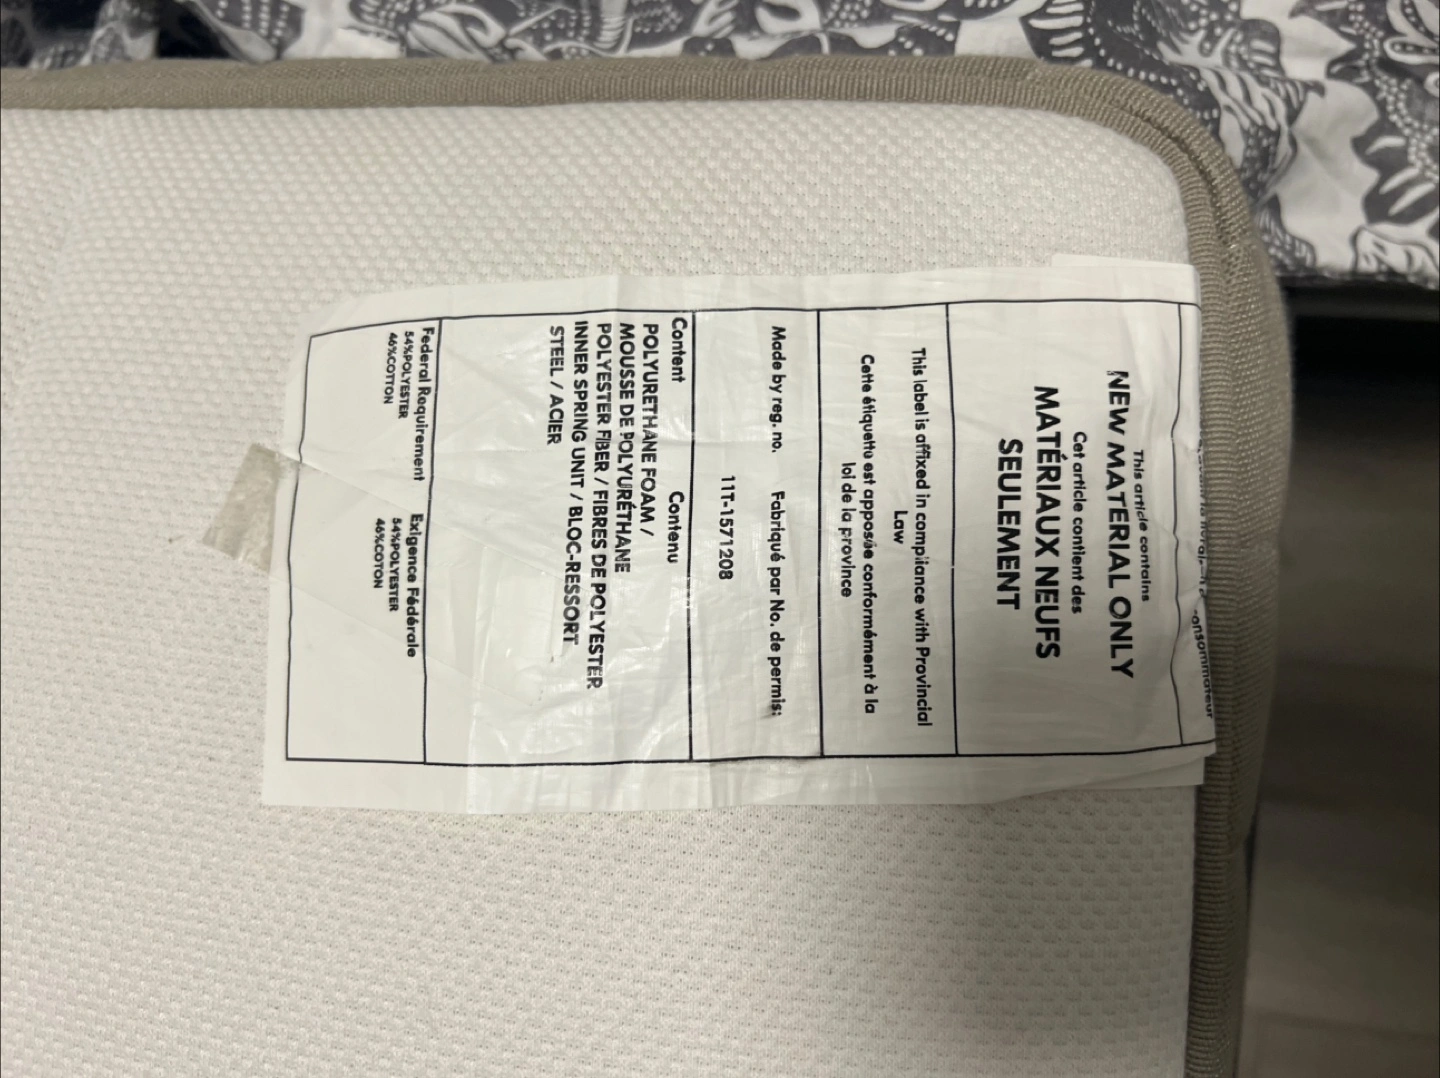 consommateur
This article contains
NEW MATERIAL ONLY
Cet article contient des
MATÉRIAUX NEUFS
SEULEMENT
This label is affixed in compliance with Provincial
Law
Cette étiquette est apposée conformément à la
loi de la province
Made by reg. no. Fabriqué par No. de permis:
11T-1571208
Content Contenu
POLYURETHANE FOAM /
MOUSSE DE POLYURÉTHANE
POLYESTER FIBER / FIBRES DE POLYESTER
INNER SPRING UNIT / BLOC-RESSORT
STEEL / ACIER
Federal Requirement Exigence Fédérale
54%POLYESTER 54%POLYESTER
46%COTTON 46%COTON